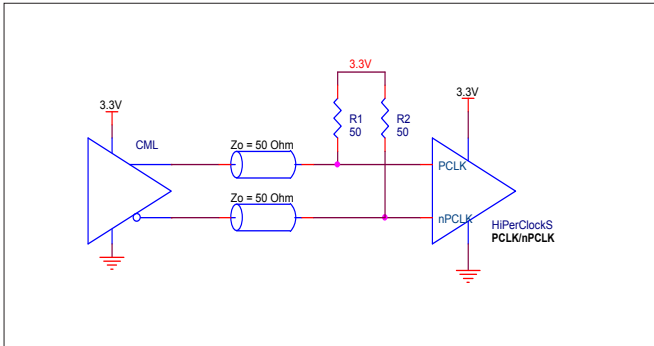 3.3V
3.3V
3.3V
R1
50
R2
50
CML
Zo = 50 Ohm
PCLK
Zo = 50 Ohm
nPCLK
HiPerClockS
PCLK/nPCLK